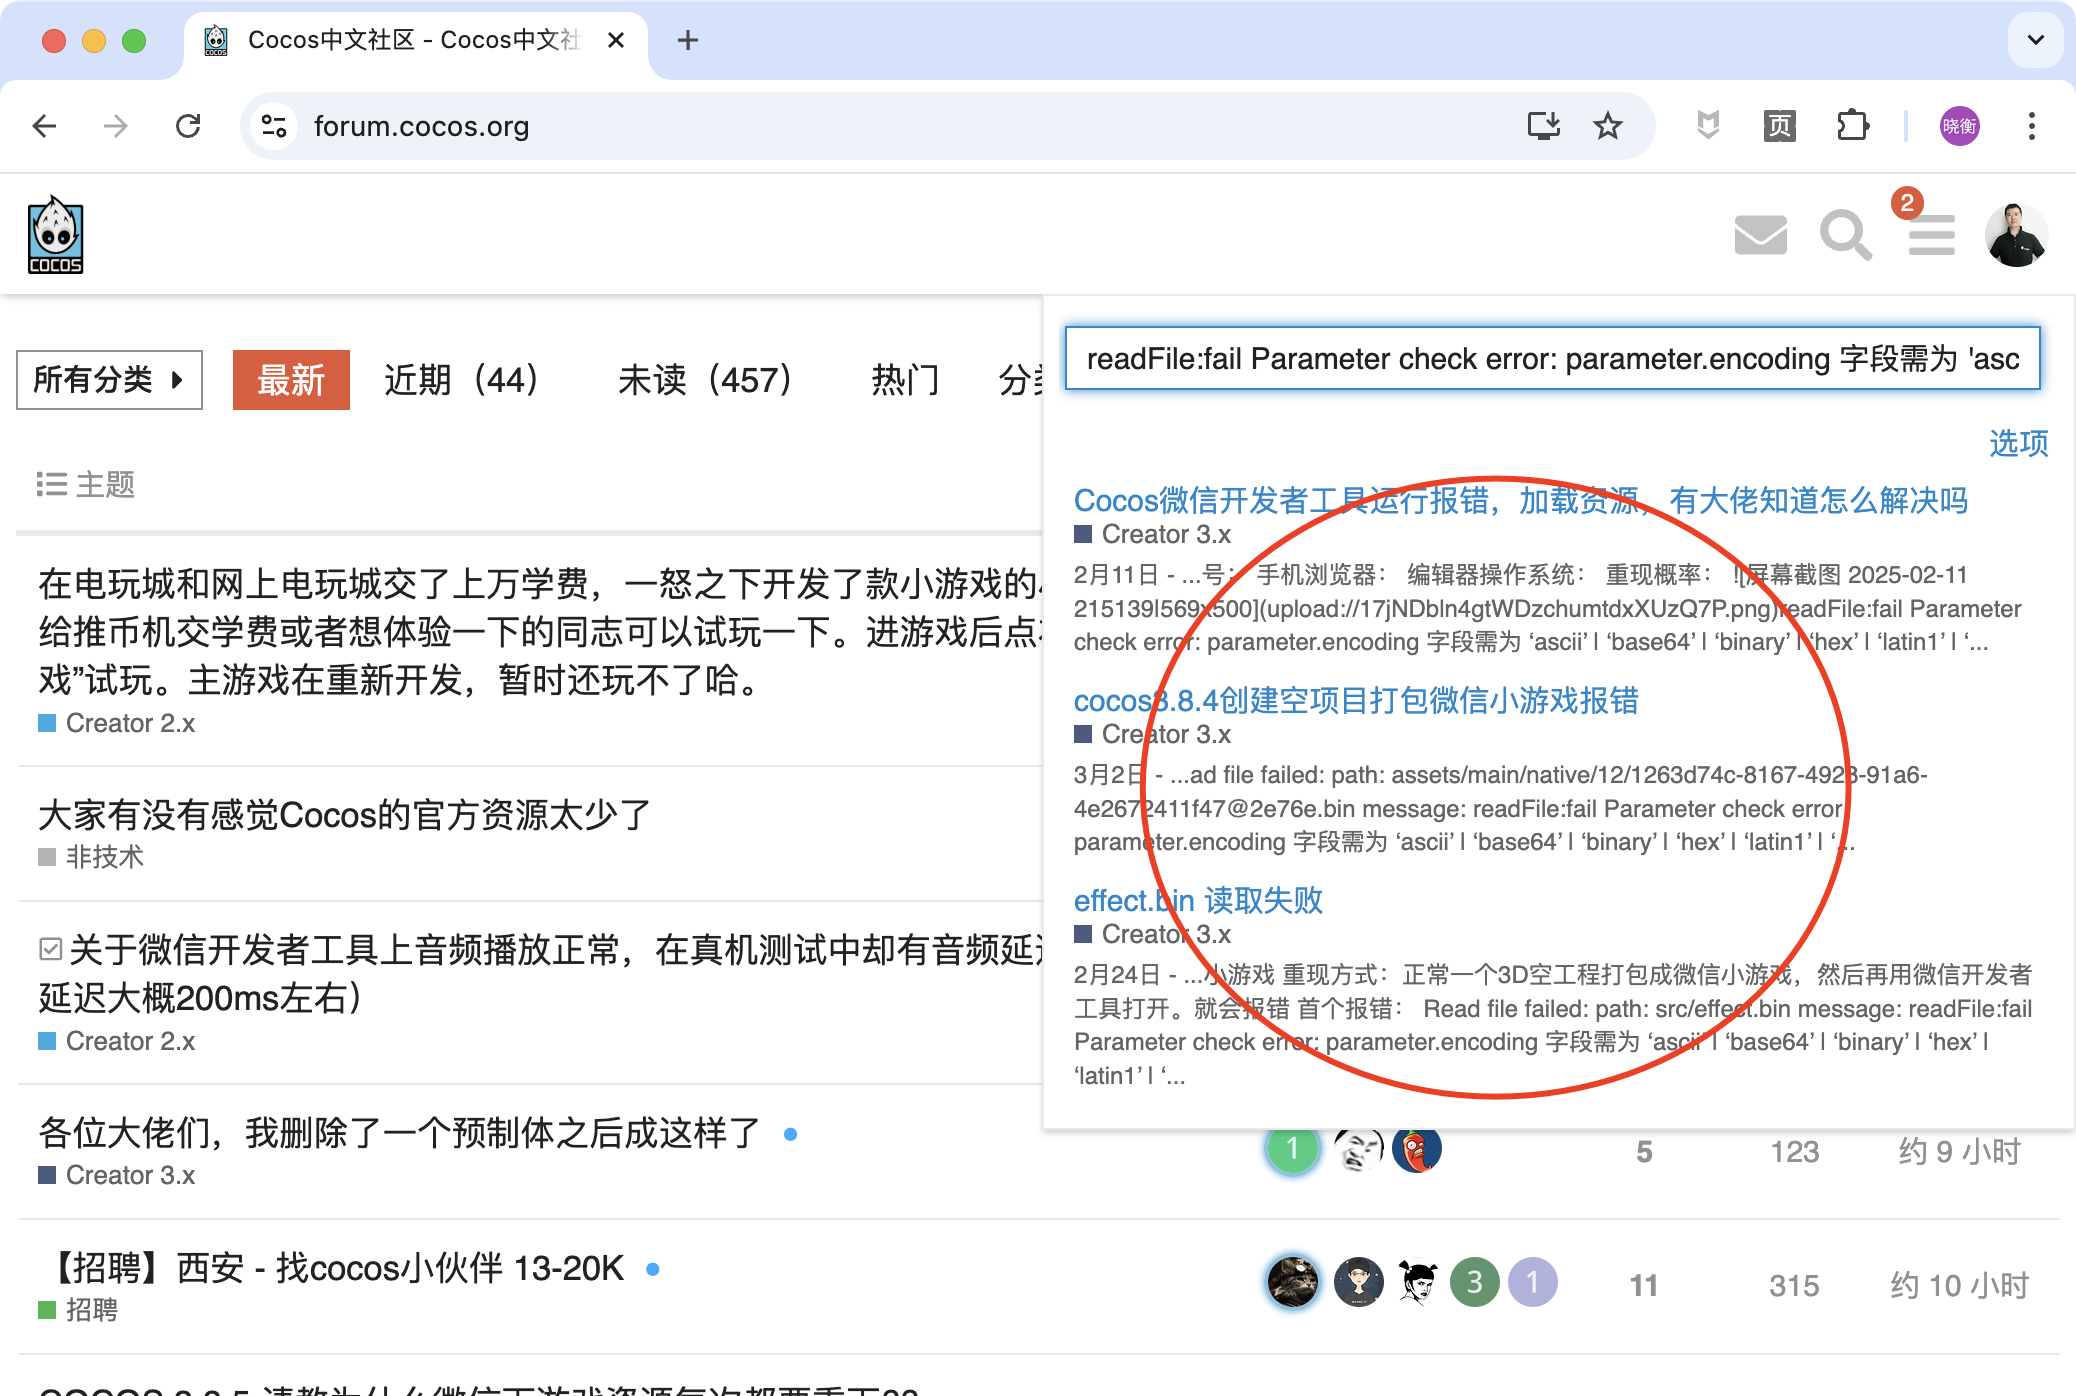 Cocos中文社区 - Cocos中文社
forum.cocos.org
页
晓衡
COCOS
2
所有分类
最新
近期（44）
未读（457）
热门
readFile:fail Parameter check error: parameter.encoding 字段需为 'asc
选项
主题
Cocos微信开发者工具运行报错，加载资源，有大佬知道怎么解决吗
Creator 3.x
2月11日 - ...号： 手机浏览器： 编辑器操作系统： 重现概率： ![屏幕截图 2025-02-11
215139|569x500](upload://17jNDbln4gtWDzchumtdxXUzQ7P.png)readFile:fail Parameter
check error: parameter.encoding 字段需为 ‘ascii’ | ‘base64’ | ‘binary’ | ‘hex’ | ‘latin1’ | ‘...
cocos3.8.4创建空项目打包微信小游戏报错
Creator 3.x
3月2日 - ...ad file failed: path: assets/main/native/12/1263d74c-8167-4928-91a6-
4e2672411f47@2e76e.bin message: readFile:fail Parameter check error
parameter.encoding 字段需为 ‘ascii’ | ‘base64’ | ‘binary’ | ‘hex’ | ‘latin1’ | ‘...
effect.bin 读取失败
Creator 3.x
2月24日 - ...小游戏 重现方式：正常一个3D空工程打包成微信小游戏，然后再用微信开发者
工具打开。就会报错 首个报错： Read file failed: path: src/effect.bin message: readFile:fail
Parameter check error: parameter.encoding 字段需为 ‘ascii’ | ‘base64’ | ‘binary’ | ‘hex’ |
‘latin1’ | ‘...
在电玩城和网上电玩城交了上万学费，一怒之下开发了款小游戏的
给推币机交学费或者想体验一下的同志可以试玩一下。进游戏后点
戏”试玩。主游戏在重新开发，暂时还玩不了哈。
Creator 2.x
大家有没有感觉Cocos的官方资源太少了
非技术
关于微信开发者工具上音频播放正常，在真机测试中却有音频延
延迟大概200ms左右）
Creator 2.x
各位大佬们，我删除了一个预制体之后成这样了
Creator 3.x
1
5
123
约 9 小时
【招聘】西安 - 找cocos小伙伴 13-20K
招聘
3
1
11
315
约 10 小时